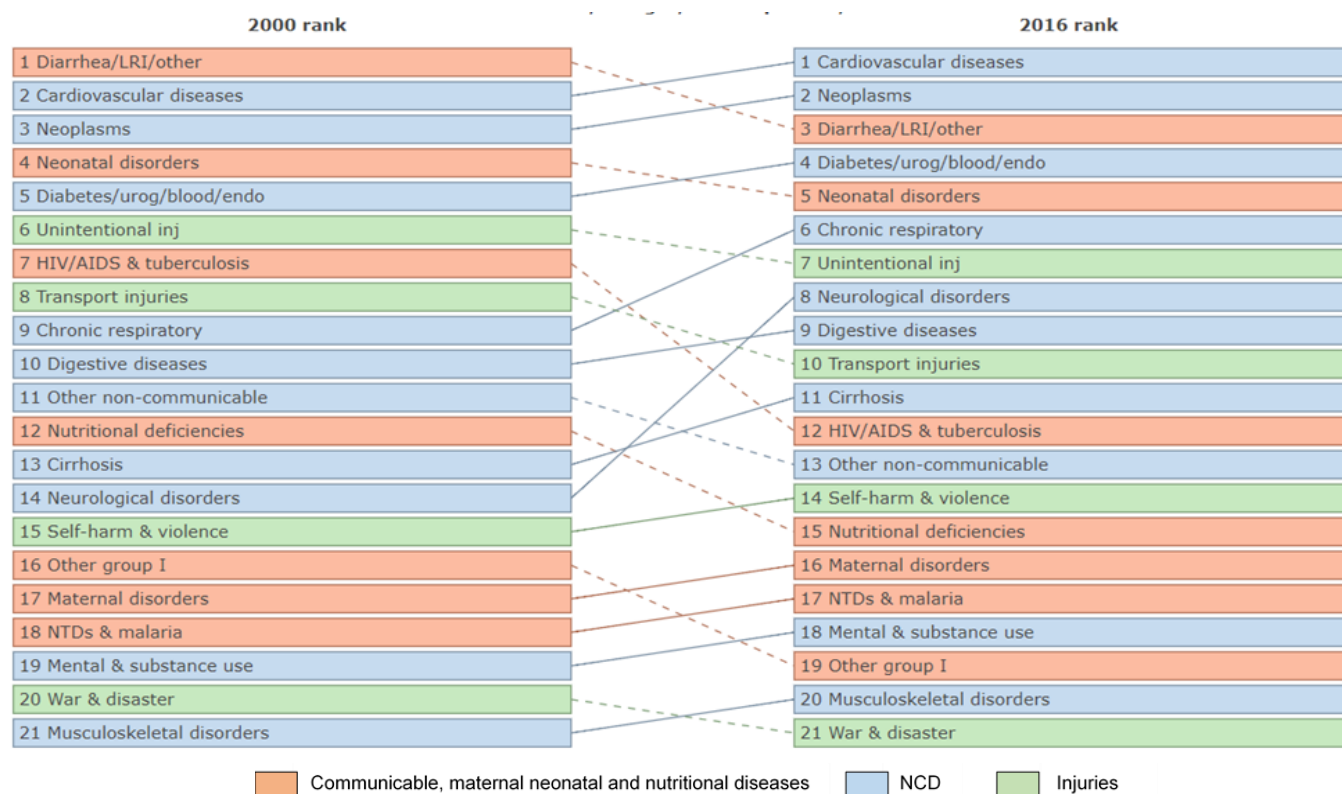 2000 rank
1 Diarrhea/LRI/other
2 Cardiovascular diseases
3 Neoplasms
4 Neonatal disorders
5 Diabetes/urog/blood/endo
6 Unintentional inj
7 HIV/AIDS & tuberculosis
8 Transport injuries
9 Chronic respiratory
10 Digestive diseases
11 Other non-communicable
12 Nutritional deficiencies
13 Cirrhosis
14 Neurological disorders
15 Self-harm & violence
16 Other group I
17 Maternal disorders
18 NTDs & malaria
19 Mental & substance use
20 War & disaster
21 Musculoskeletal disorders
2016 rank
1 Cardiovascular diseases
2 Neoplasms
3 Diarrhea/LRI/other
4 Diabetes/urog/blood/endo
5 Neonatal disorders
6 Chronic respiratory
7 Unintentional inj
8 Neurological disorders
9 Digestive diseases
10 Transport injuries
11 Cirrhosis
12 HIV/AIDS & tuberculosis
13 Other non-communicable
14 Self-harm & violence
15 Nutritional deficiencies
16 Maternal disorders
17 NTDs & malaria
18 Mental & substance use
19 Other group I
20 Musculoskeletal disorders
21 War & disaster
Communicable, maternal neonatal and nutritional diseases
NCD
Injuries